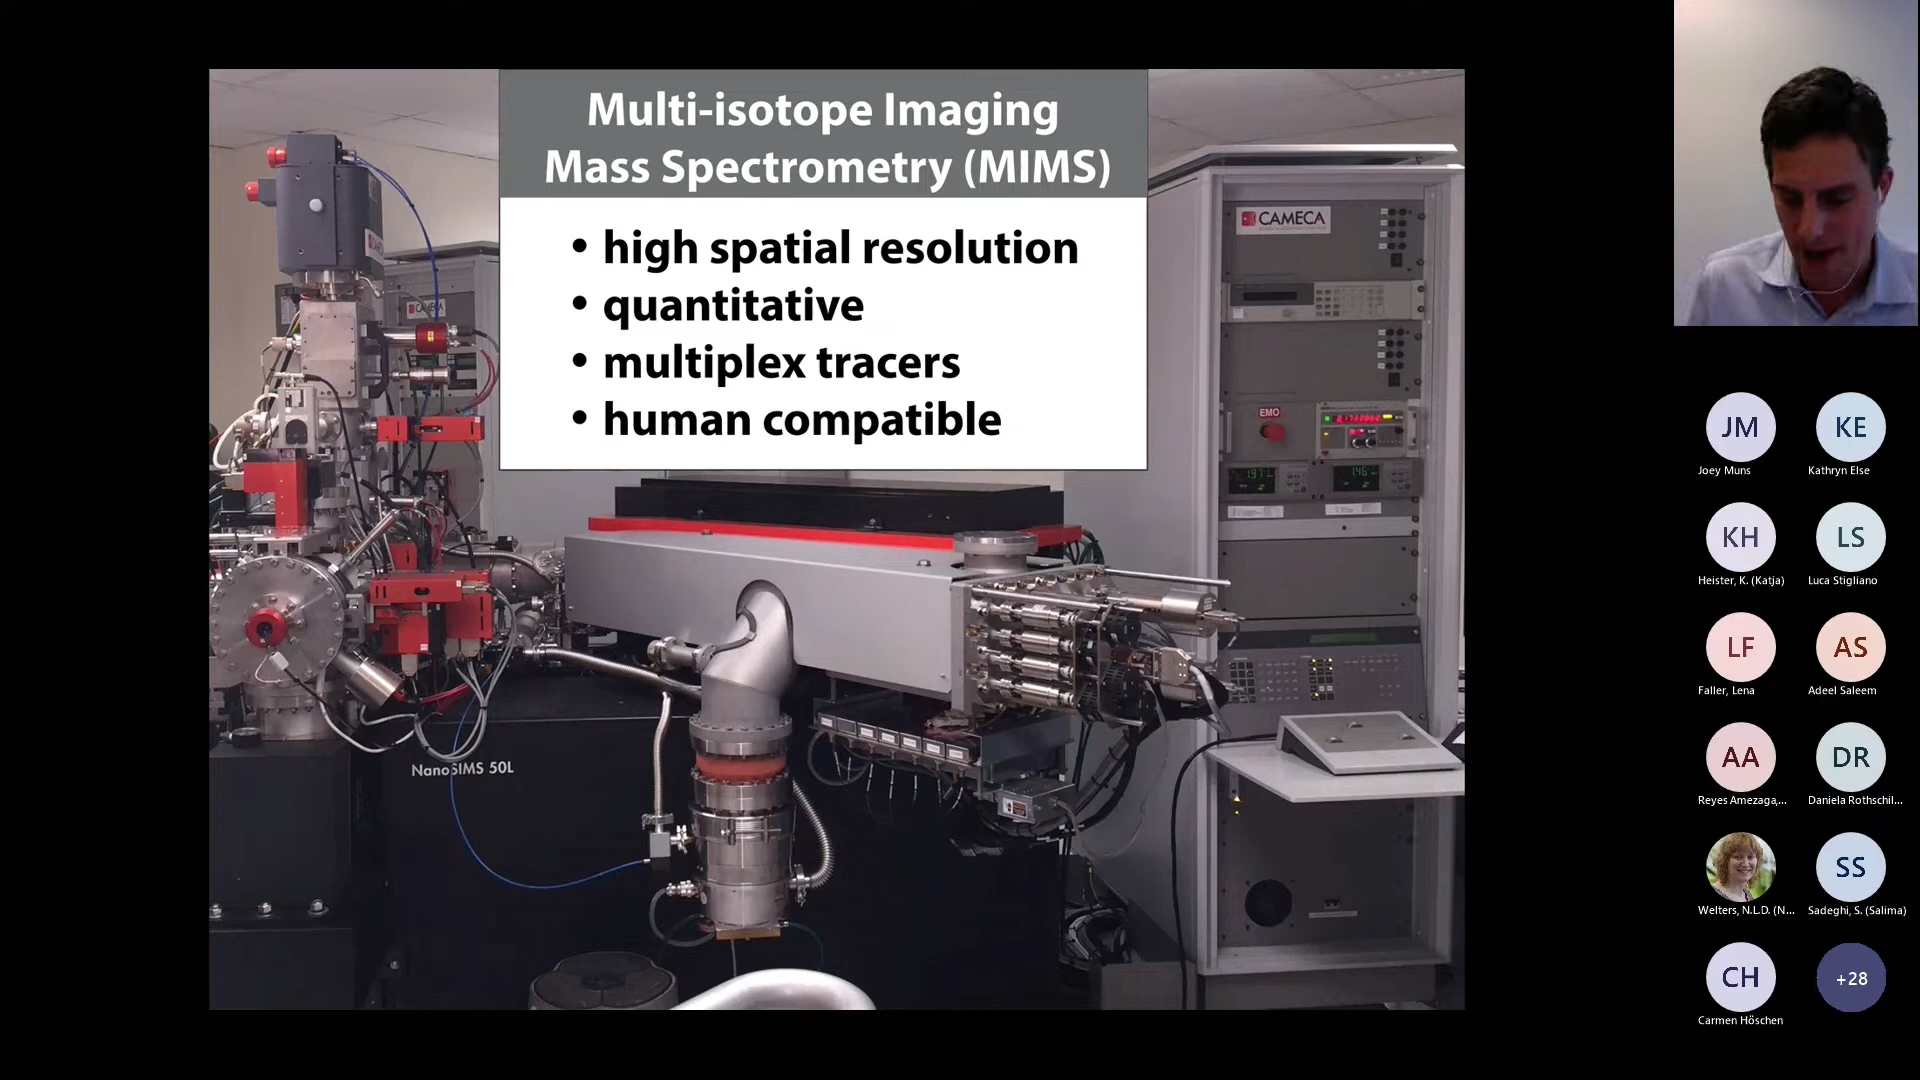 Multi-isotope Imaging
Mass Spectrometry (MIMS)
• high spatial resolution
• quantitative
• multiplex tracers
• human compatible
CAMECA
CAMECA
EMO
NanoSIMS 50L
JM
Joey Muns
KE
Kathryn Else
KH
Heister, K. (Katja)
LS
Luca Stigliano
LF
Faller, Lena
AS
Adeel Saleem
AA
Reyes Amezaga,...
DR
Daniela Rothschil...
Welters, N.L.D. (N...
SS
Sadeghi, S. (Salima)
CH
Carmen Höschen
+28